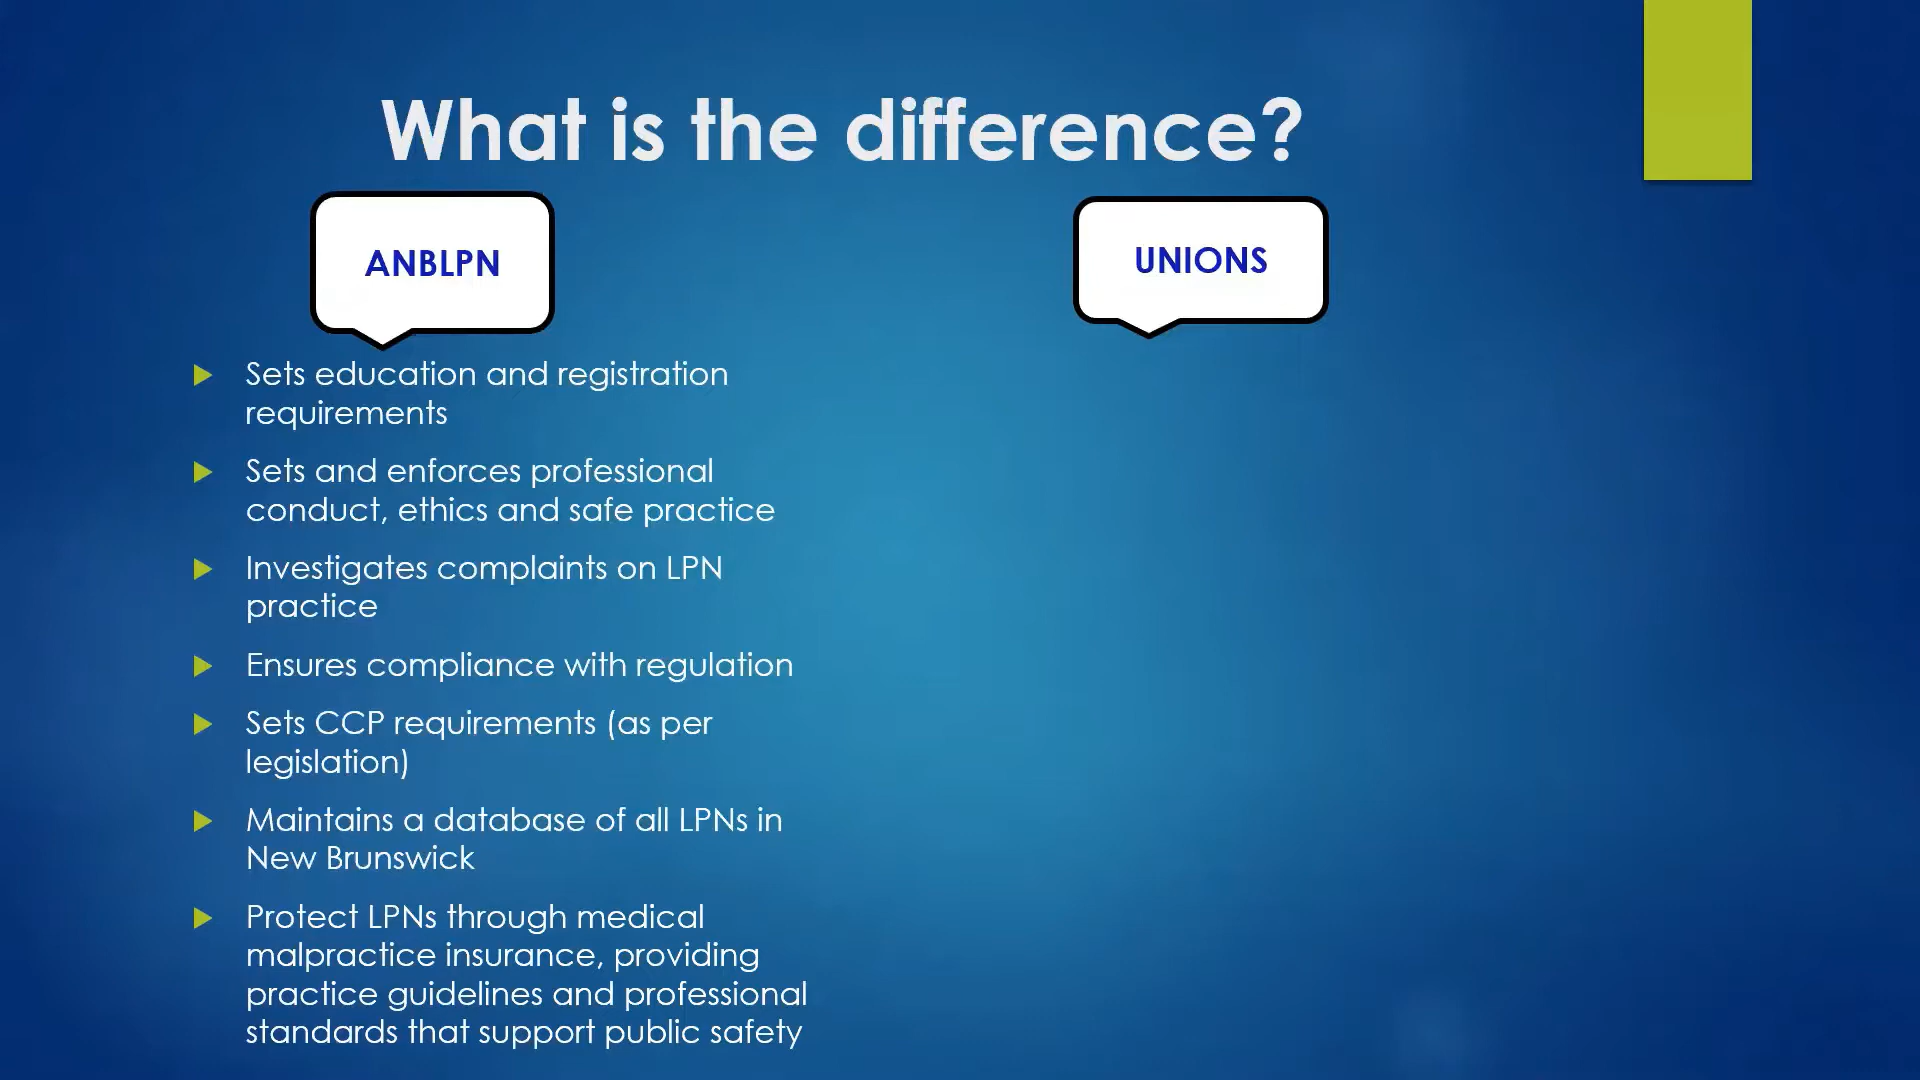 What is the difference?
ANBLPN
UNIONS
Sets education and registration
requirements
Sets and enforces professional
conduct, ethics and safe practice
Investigates complaints on LPN
practice
Ensures compliance with regulation
Sets CCP requirements (as per
legislation)
Maintains a database of all LPNs in
New Brunswick
Protect LPNs through medical
malpractice insurance, providing
practice guidelines and professional
standards that support public safety